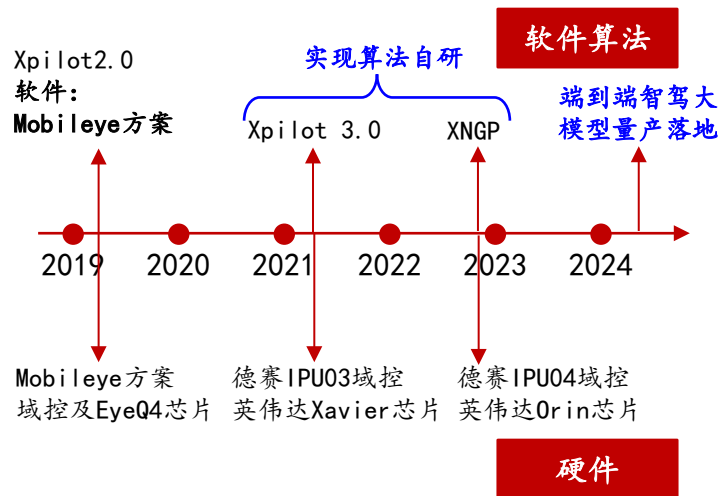 软件算法
Xpilot2.0
软件：
Mobileye方案
实现算法自研
Xpilot 3.0
XNGP
端到端智驾大
模型量产落地
2019
2020
2021
2022
2023
2024
Mobileye方案
域控及EyeQ4芯片
德赛IPU03域控
英伟达Xavier芯片
德赛IPU04域控
英伟达Orin芯片
硬件